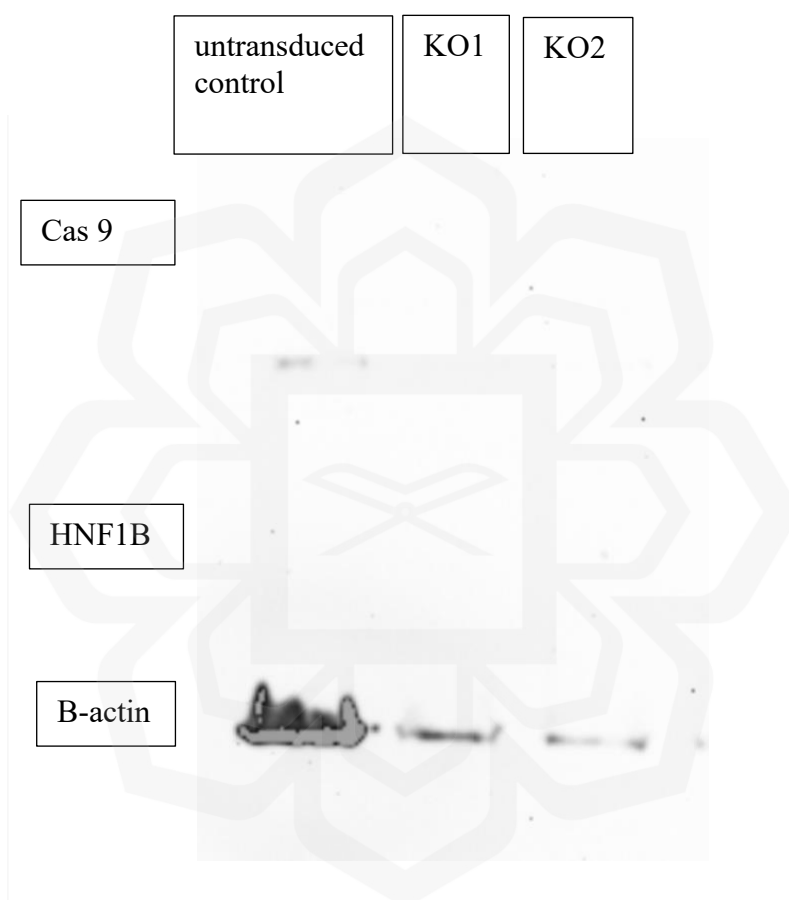 untransduced
control
KO1
KO2
Cas 9
HNF1B
B-actin